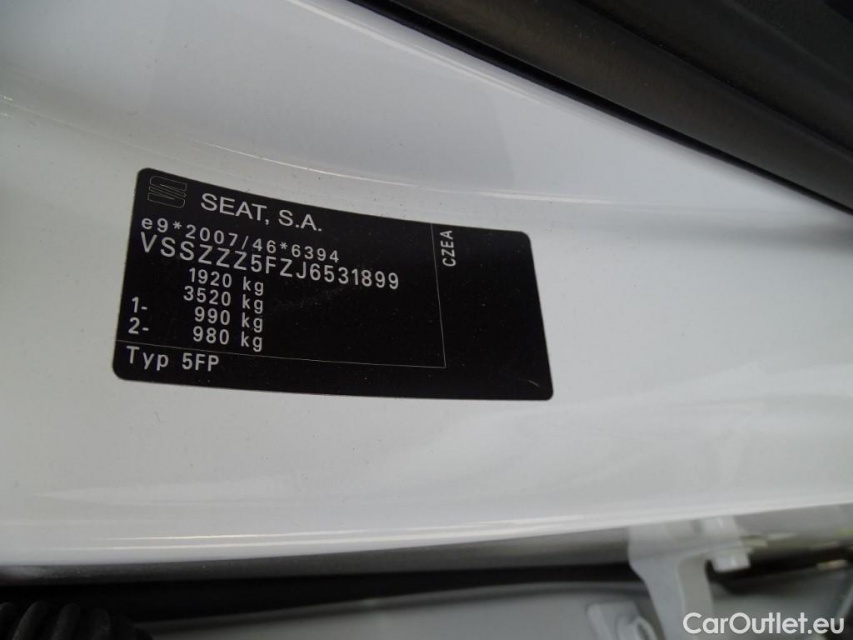 SEAT, S.A.
e9*2007/46*6394
VSSZZZ5FZJ6531899
1920 kg
3520 kg
1- 990 kg
2- 980 kg
Typ 5FP
CZEA
CarOutlet.eu